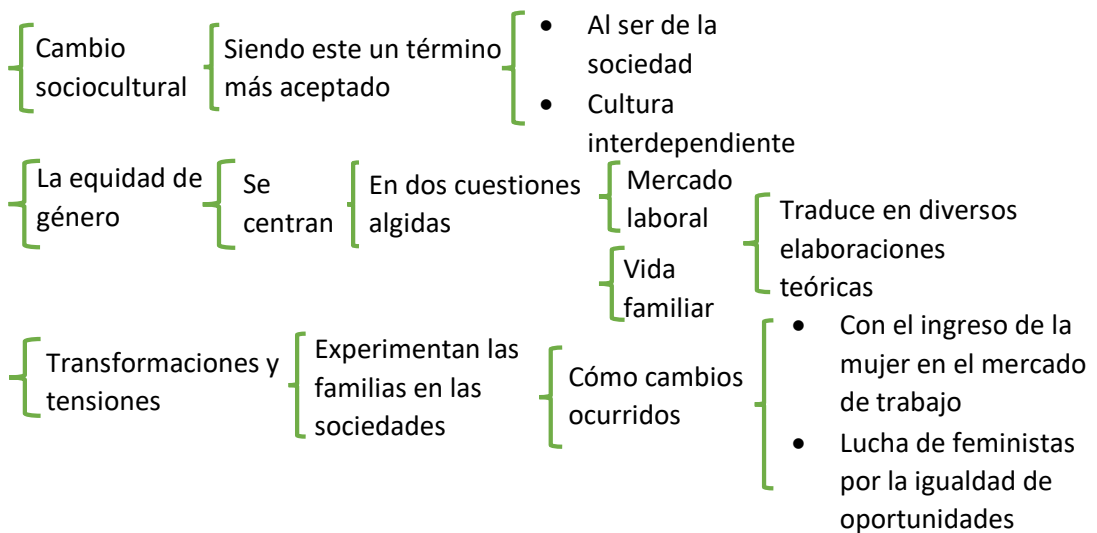 Cambio
sociocultural
Siendo este un término
más aceptado
• Al ser de la
sociedad
• Cultura
interdependiente
La equidad de
género
Se
centran
En dos cuestiones
algidas
Mercado
laboral
Vida
familiar
Traduce en diversos
elaboraciones
teóricas
Transformaciones y
tensiones
Experimentan las
familias en las
sociedades
Cómo cambios
ocurridos
• Con el ingreso de la
mujer en el mercado
de trabajo
• Lucha de feministas
por la igualdad de
oportunidades